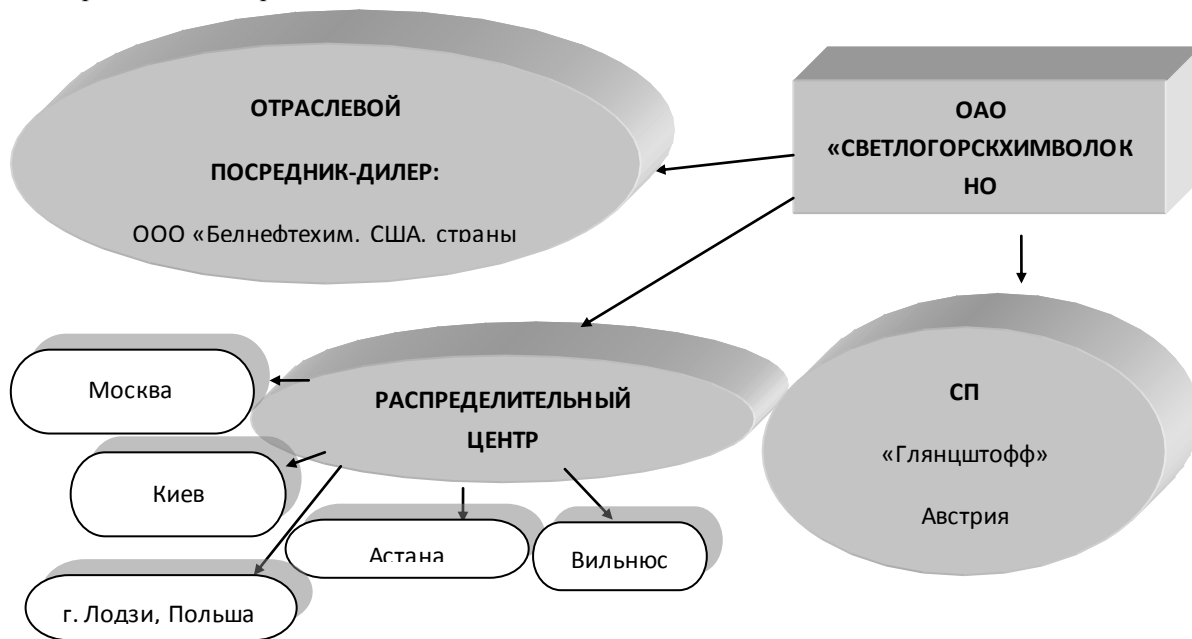 ОТРАСЛЕВОЙ
ПОСРЕДНИК-ДИЛЕР:
ООО «Белнефтехим. США. страны
ОАО
«СВЕТЛОГОРСКХИМВОЛОК
НО
РАСПРЕДЕЛИТЕЛЬНЫЙ
ЦЕНТР
СП
«Глянцштофф»
Австрия
Москва
Киев
Астана
Вильнюс
г. Лодзи, Польша